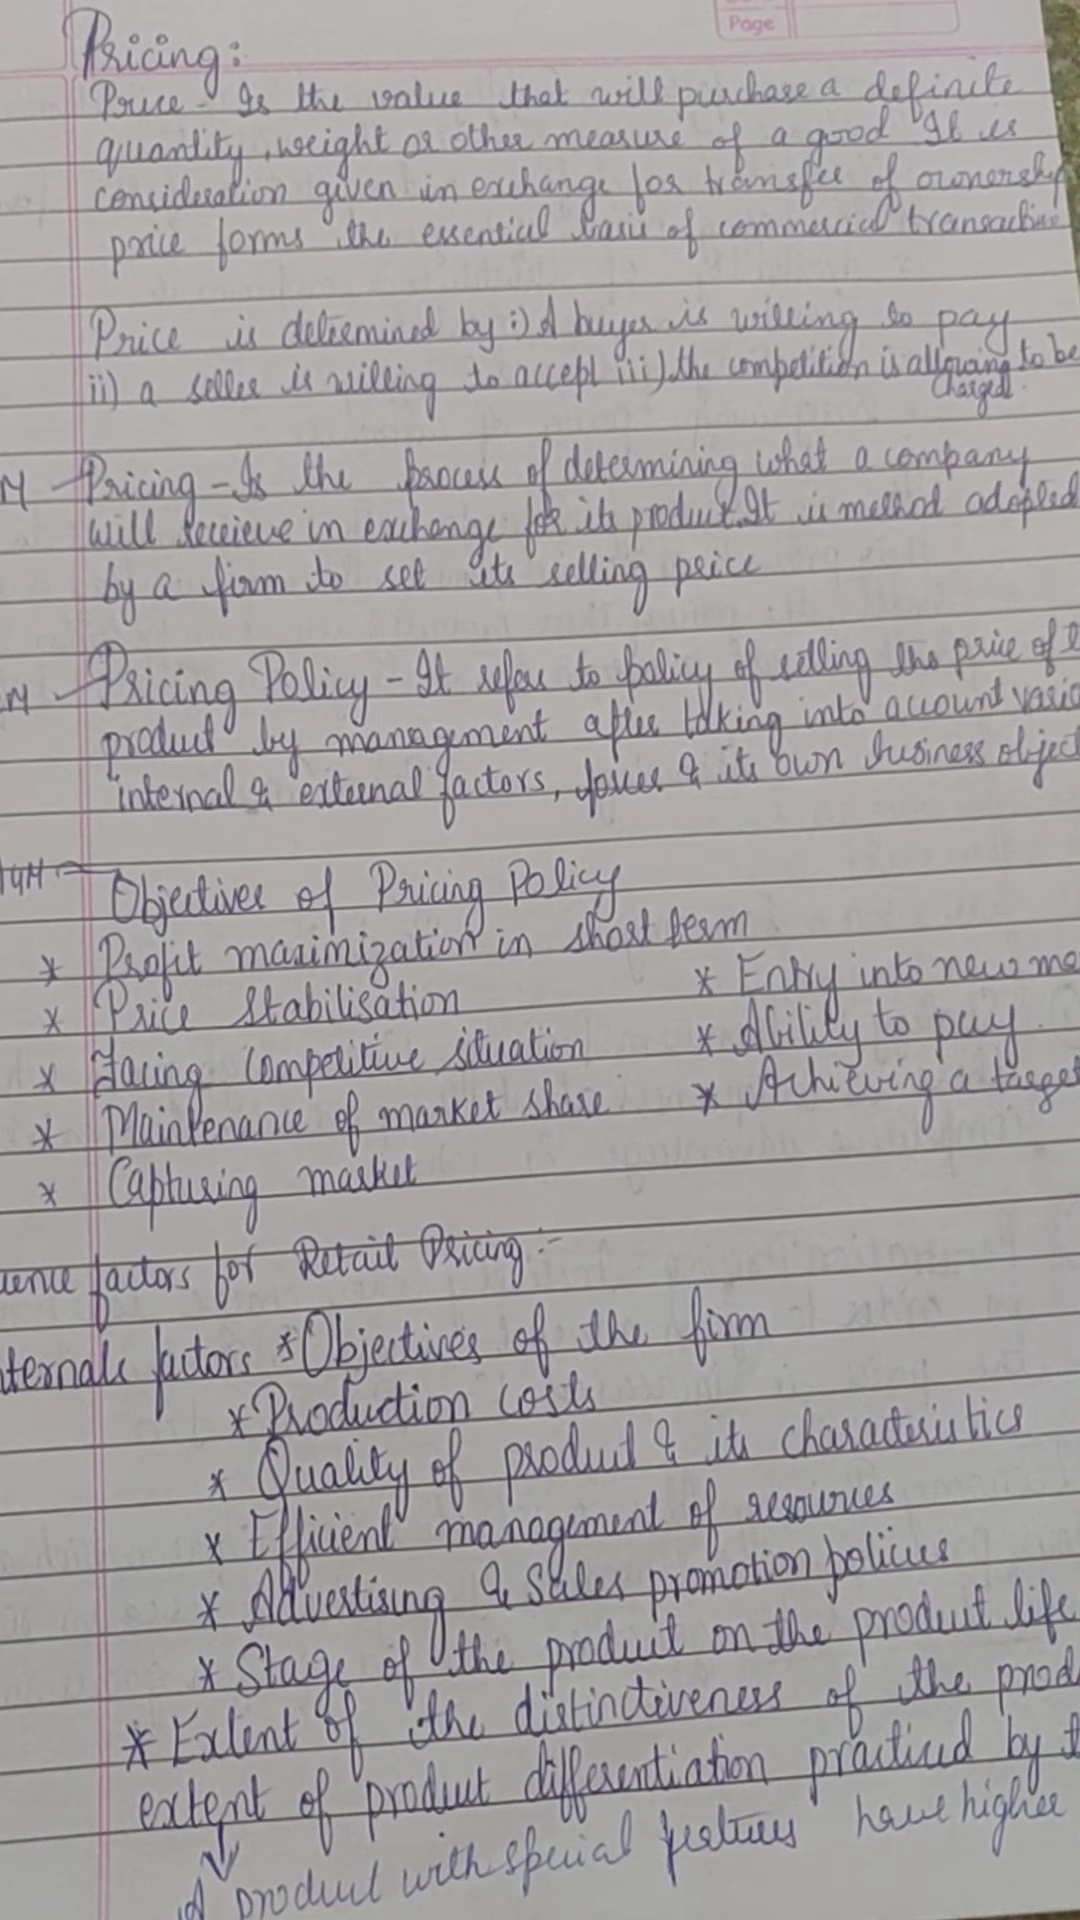 Page
Pricing:
Price - Is the value that will purchase a definite
quantity, weight or other measure of a good It is
consideration given in exchange for transfer of ownership
price forms the essential basis of commercial transaction
Price is determined by i) A buyer is willing to pay
ii) a seller is willing to accept iii) the competition is allowing to be
charged.
M Pricing - Is the process of determining what a company
will receieve in exchange for its product. It is method adopted
by a firm to set its selling price
M Pricing Policy - It refers to policy of setting the price of
product by management after taking into account
internal & external factors, forces & its own business
Objectives of Pricing Policy
* Profit maximization in short term
* Entry into new
* Price Stabilisation
* Ability to pay
* Facing competitive situation
* Achieving a target
* Maintenance of market share
* Capturing market
factors for Retail Pricing :-
factors * Objectives of the firm
* Production costs
* Quality of product & its characteristics
* Efficient management of resources
* Advertising & Sales promotion policies
* Stage of the product on the product life
* Extent of the distinctiveness of the
extent of product differentiation practiced by
A product with special features have higher